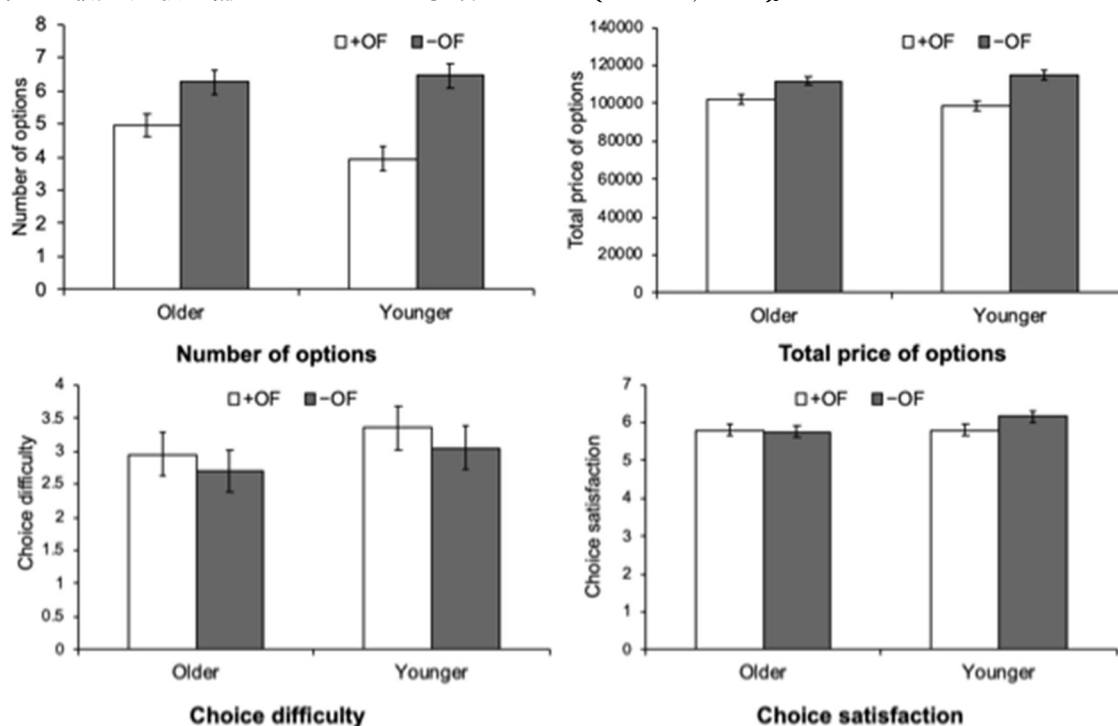 8
7
6
5
4
3
2
1
0
Number of options
+OF −OF
Older Younger
Number of options
140000
120000
100000
80000
60000
40000
20000
0
Total price of options
+OF −OF
Older Younger
Total price of options
4
3.5
3
2.5
2
1.5
1
0.5
0
Choice difficulty
+OF −OF
Older Younger
Choice difficulty
7
6
5
4
3
2
1
0
Choice satisfaction
+OF −OF
Older Younger
Choice satisfaction